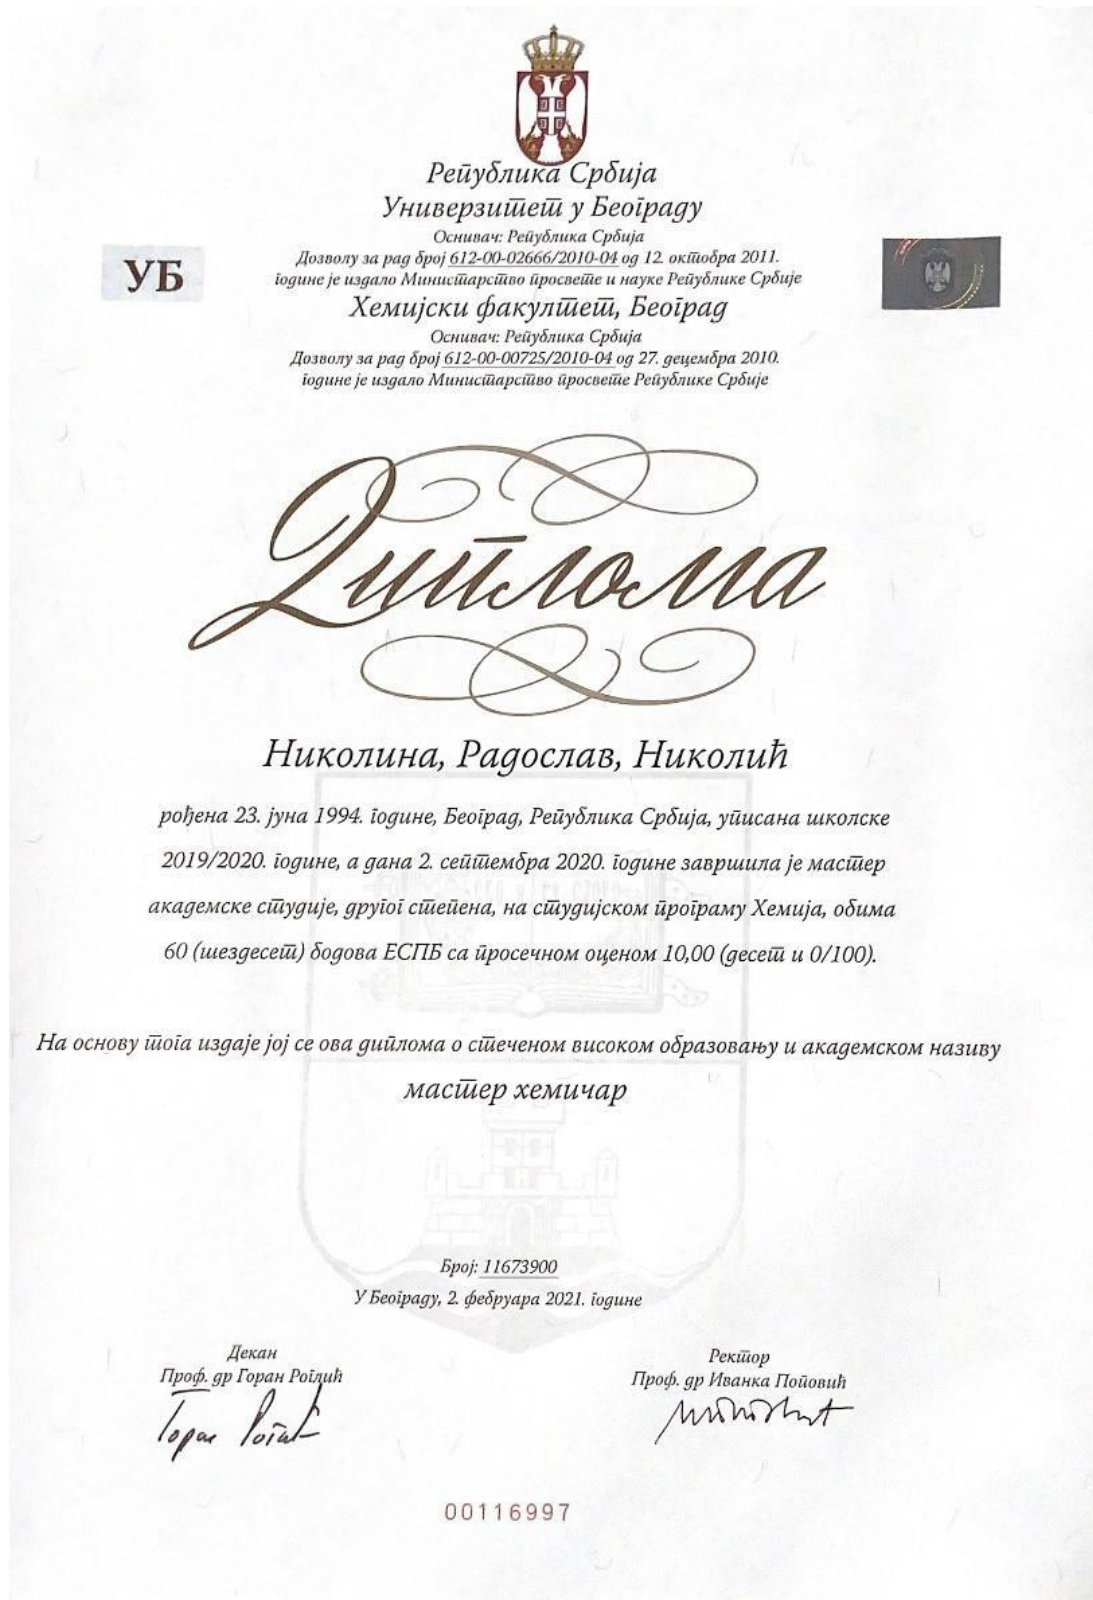 Република Србија
Универзитет у Београду
Оснивач: Република Србија
Дозволу за рад број 612-00-02666/2010-04 од 12. октобра 2011.
године је издало Министарство просвете и науке Републике Србије
УБ
Хемијски факултет, Београд
Оснивач: Република Србија
Дозволу за рад број 612-00-00725/2010-04 од 27. децембра 2010.
године је издало Министарство просвете Републике Србије
Диплома
Николина, Радослав, Николић
рођена 23. јуна 1994. године, Београд, Република Србија, уписана школске
2019/2020. године, а дана 2. септембра 2020. године завршила је мастер
академске студије, другог степена, на студијском програму Хемија, обима
60 (шездесет) бодова ЕСПБ са просечном оценом 10,00 (десет и 0/100).
На основу тога издаје јој се ова диплома о стеченом високом образовању и академском називу
мастер хемичар
Број: 11673900
У Београду, 2. фебруара 2021. године
Декан
Проф. др Горан Роглић
Горан Роглић
Ректор
Проф. др Иванка Поповић
00116997